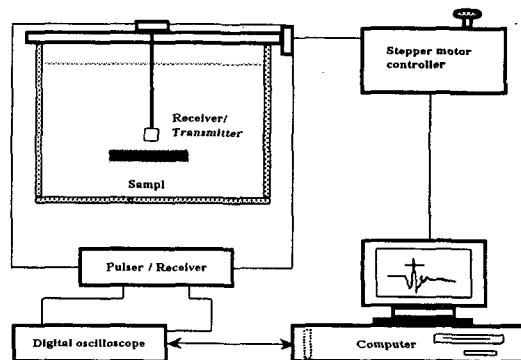 Stepper motor
controller
Receiver/
Transmitter
Sampl
Pulser / Receiver
Digital oscilloscope
Computer